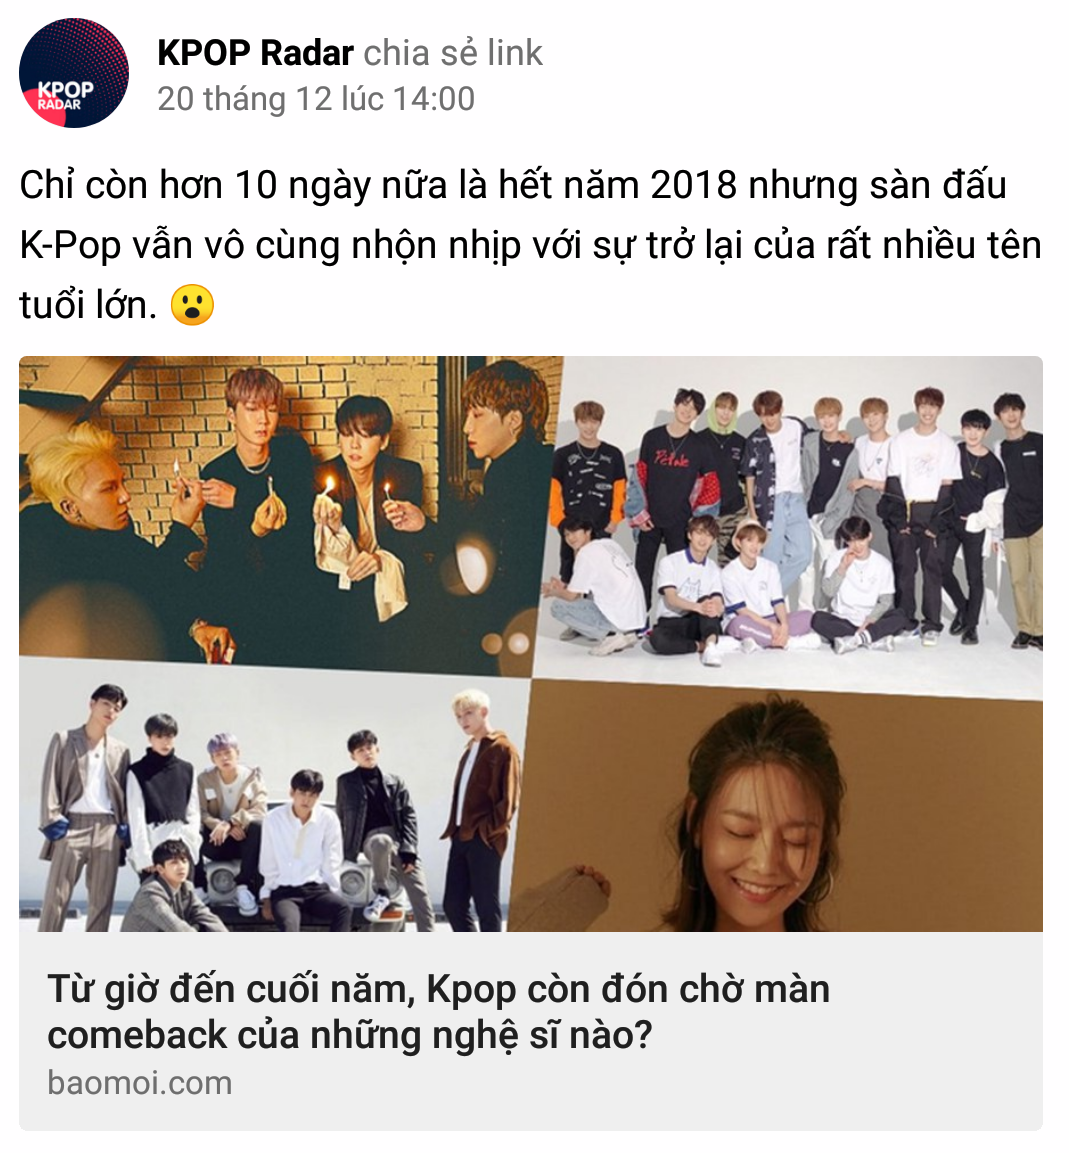 KPOP
RADAR
KPOP Radar chia sẻ link
20 tháng 12 lúc 14:00
Chỉ còn hơn 10 ngày nữa là hết năm 2018 nhưng sàn đấu
K-Pop vẫn vô cùng nhộn nhịp với sự trở lại của rất nhiều tên
tuổi lớn. 😮
Từ giờ đến cuối năm, Kpop còn đón chờ màn
comeback của những nghệ sĩ nào?
baomoi.com